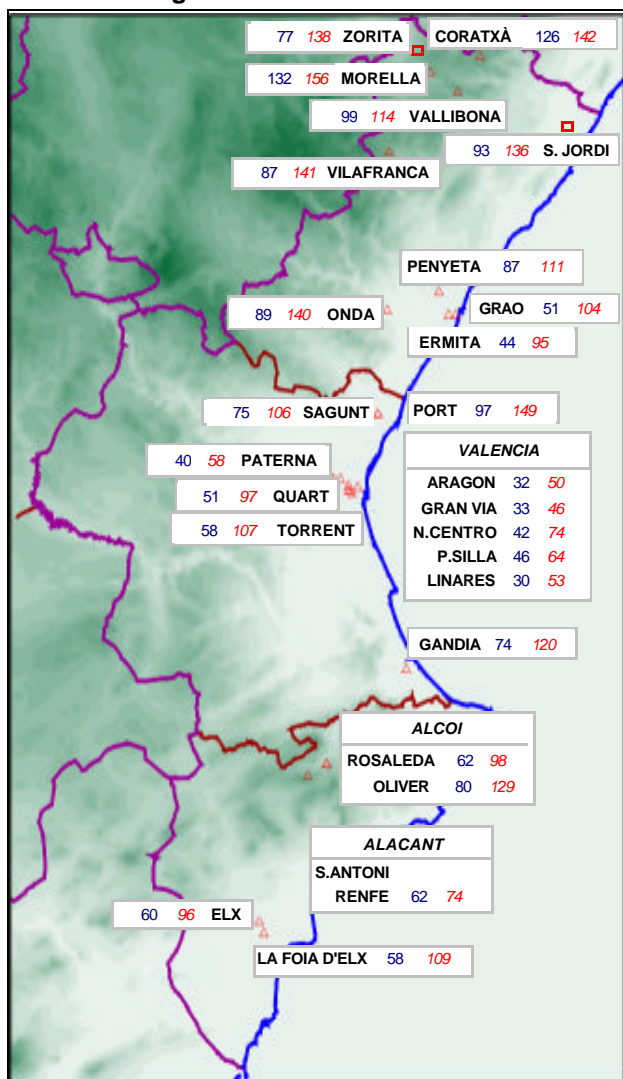 77 138 ZORITA
CORATXÀ 126 142
132 156 MORELLA
99 114 VALLIBONA
93 136 S. JORDI
87 141 VILAFRANCA
PENYETA 87 111
89 140 ONDA
GRAO 51 104
ERMITA 44 95
75 106 SAGUNT
PORT 97 149
VALENCIA
ARAGON 32 50
GRAN VIA 33 46
N.CENTRO 42 74
P.SILLA 46 64
LINARES 30 53
40 58 PATERNA
51 97 QUART
58 107 TORRENT
GANDIA 74 120
ALCOI
ROSALEDA 62 98
OLIVER 80 129
ALACANT
S.ANTONI
RENFE 62 74
60 96 ELX
LA FOIA D'ELX 58 109